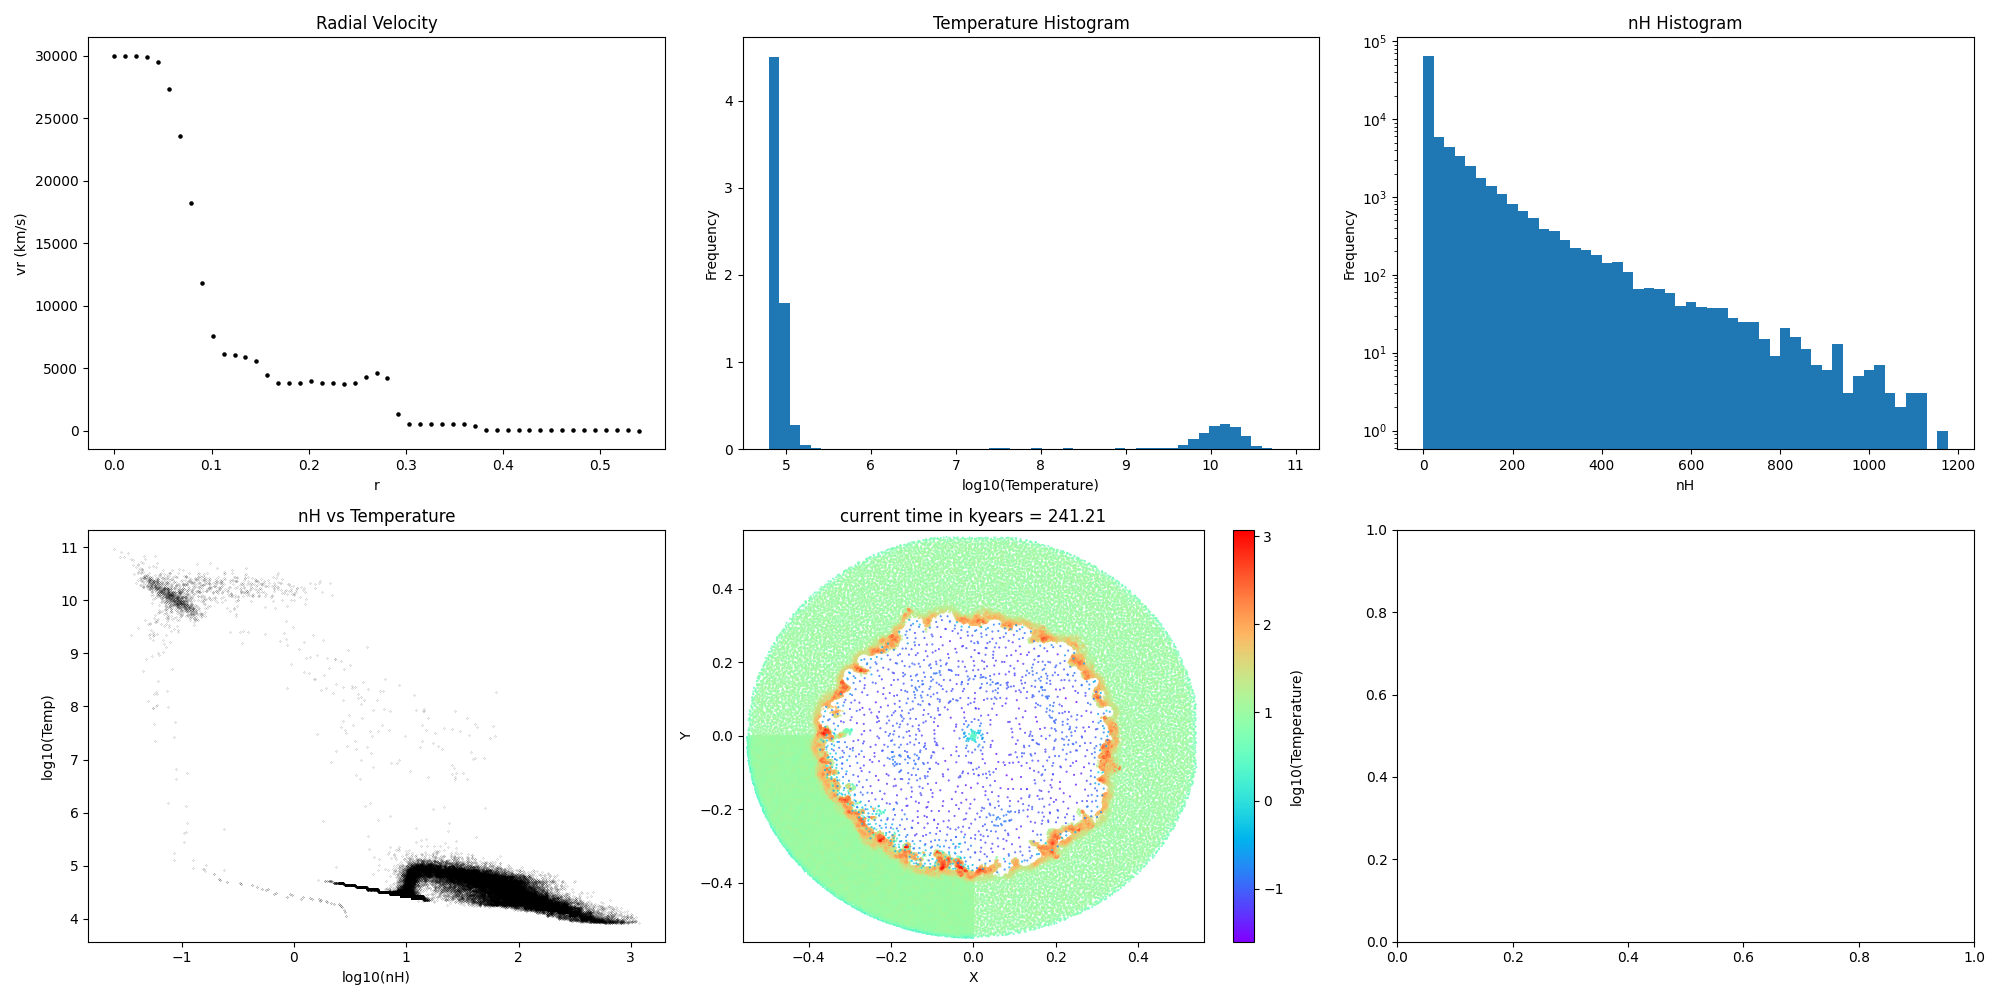 Radial Velocity
30000
25000
20000
15000
10000
5000
0
vr (km/s)
0.0 0.1 0.2 0.3 0.4 0.5
r
Temperature Histogram
4
3
2
1
0
Frequency
5 6 7 8 9 10 11
log10(Temperature)
nH Histogram
10^5
10^4
10^3
10^2
10^1
10^0
Frequency
0 200 400 600 800 1000 1200
nH
nH vs Temperature
11
10
9
8
7
6
5
4
log10(Temp)
−1 0 1 2 3
log10(nH)
current time in kyears = 241.21
0.4
0.2
0.0
−0.2
−0.4
Y
−0.4 −0.2 0.0 0.2 0.4
X
3
2
1
0
−1
log10(Temperature)
1.0
0.8
0.6
0.4
0.2
0.0
0.0 0.2 0.4 0.6 0.8 1.0